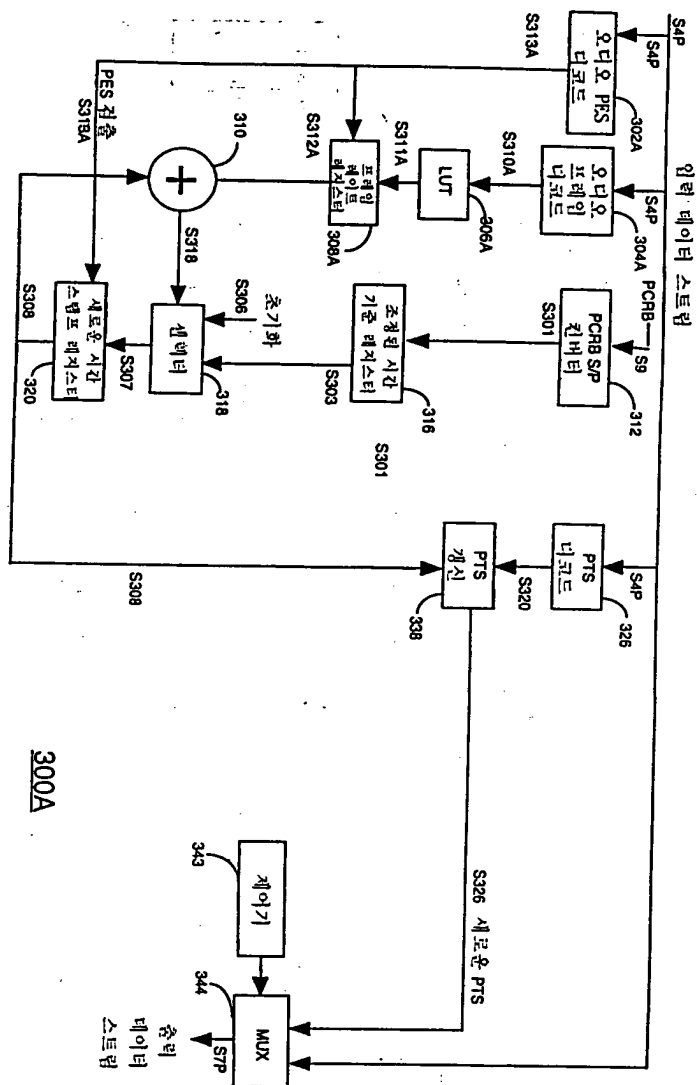 입력 데이터 스트림
S4P
S4P
오디오 PES
디코드
302A
S313A
S4P
오디오
프레임
디코드
304A
S310A
LUT
306A
S311A
프레임
레이트
레지스터
308A
S312A
PES 검출
S313A
310
S318
PCRB
S9
PCRB S/P
컨버터
312
S301
조정된 시간
기준 레지스터
316
S301
S303
초기화
S306
셀렉터
318
S307
새로운 시간
스탬프 레지스터
320
S308
S308
S4P
PTS
디코드
326
S320
PTS
갱신
338
S326 새로운 PTS
제어기
343
MUX
344
S7P
출력
데이터
스트림
300A